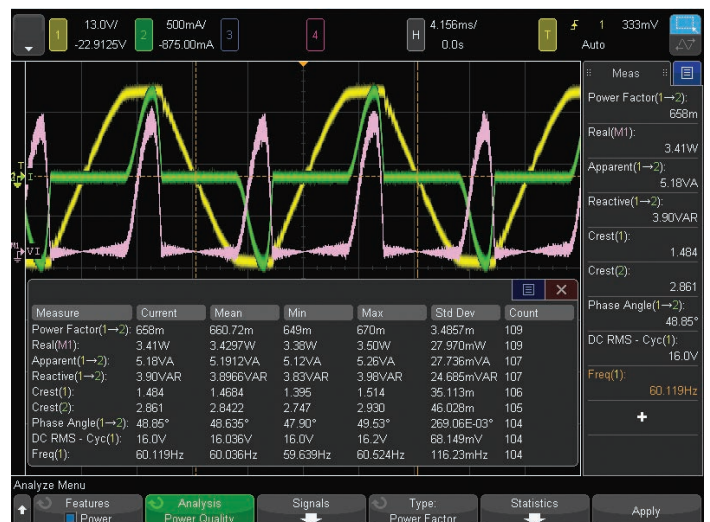 1 13.0V/ 2 500mA/ 3 4 H 4.156ms/ T 1 333mV
-22.9125V -875.00mA 0.0s Auto
Meas
Power Factor(1→2):
658m
Real(M1):
3.41W
Apparent(1→2):
5.18VA
Reactive(1→2):
3.90VAR
Crest(1):
1.484
Crest(2):
2.861
Phase Angle(1→2):
48.85°
DC RMS - Cyc(1):
16.0V
Freq(1):
60.119Hz
+
T
I
VI
Measure Current Mean Min Max Std Dev Count
Power Factor(1→2): 658m 660.72m 649m 670m 3.4857m 109
Real(M1): 3.41W 3.4297W 3.38W 3.50W 27.970mW 109
Apparent(1→2): 5.18VA 5.1912VA 5.12VA 5.26VA 27.736mVA 107
Reactive(1→2): 3.90VAR 3.8966VAR 3.83VAR 3.98VAR 24.685mVAR 107
Crest(1): 1.484 1.4684 1.395 1.514 35.113m 106
Crest(2): 2.861 2.8422 2.747 2.930 46.028m 105
Phase Angle(1→2): 48.85° 48.635° 47.90° 49.53° 269.06E-03° 104
DC RMS - Cyc(1): 16.0V 16.036V 16.0V 16.2V 68.149mV 104
Freq(1): 60.119Hz 60.036Hz 59.639Hz 60.524Hz 116.23mHz 104
Analyze Menu
Features Analysis Signals Type: Statistics Apply
Power Power Quality Power Factor